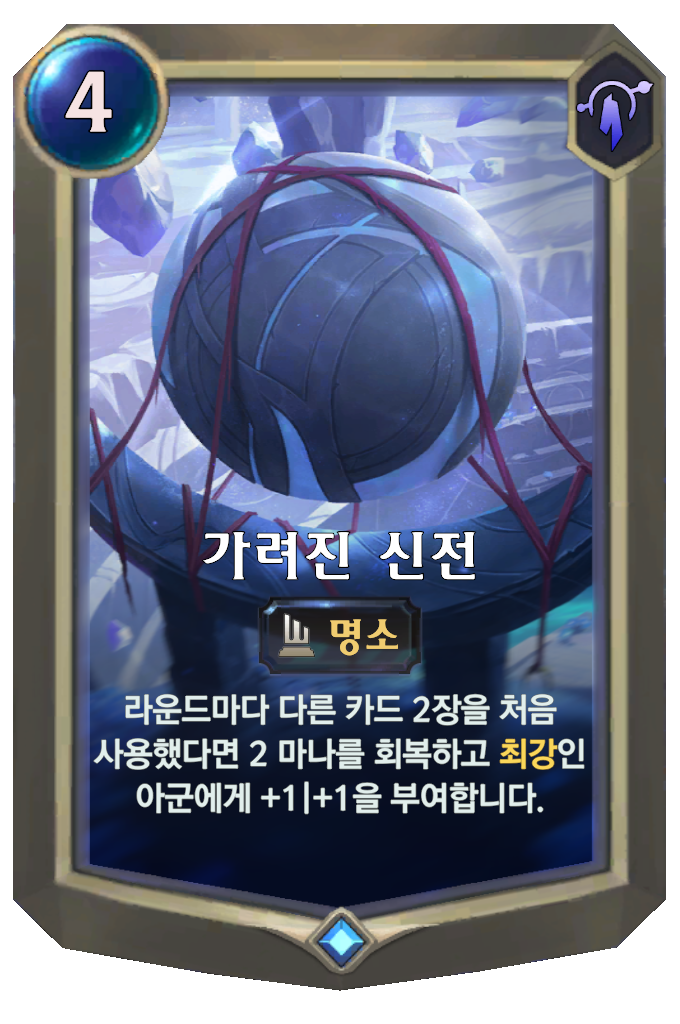 4
가려진 신전
명소
라운드마다 다른 카드 2장을 처음
사용했다면 2 마나를 회복하고 최강인
아군에게 +1|+1을 부여합니다.